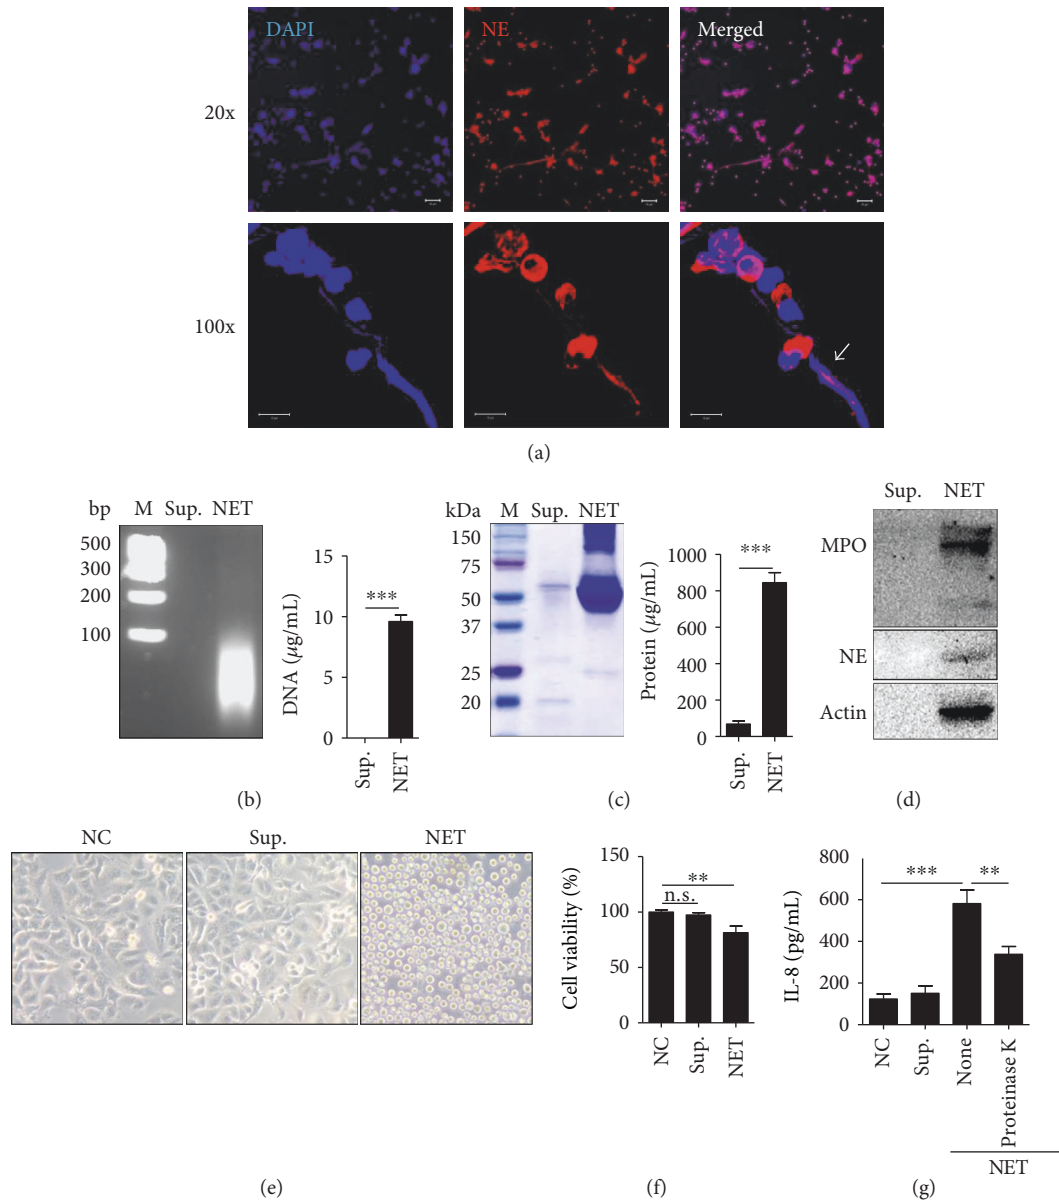 DAPI NE Merged
20x
100x
(a)
bp M Sup. NET
500
300
200
100
15
10
5
0
DNA (μg/mL)
***
Sup. NET
(b)
kDa M Sup. NET
150
75
50
37
25
20
1000
800
600
400
200
0
Protein (μg/mL)
***
Sup. NET
(c)
Sup. NET
MPO
NE
Actin
(d)
NC Sup. NET
(e)
150
100
50
0
Cell viability (%)
**
n.s.
NC Sup. NET
(f)
800
600
400
200
0
IL-8 (pg/mL)
*** **
NC Sup. None Proteinase K
NET
(g)